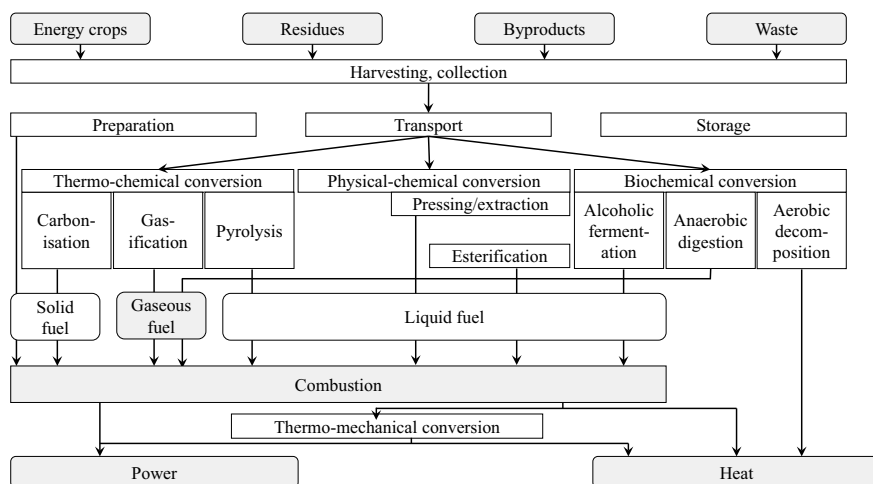 Energy crops
Residues
Byproducts
Waste
Harvesting, collection
Preparation
Transport
Storage
Thermo-chemical conversion
Physical-chemical conversion
Biochemical conversion
Carbon-
isation
Gas-
ification
Pyrolysis
Pressing/extraction
Esterification
Alcoholic
ferment-
ation
Anaerobic
digestion
Aerobic
decom-
position
Solid
fuel
Gaseous
fuel
Liquid fuel
Combustion
Thermo-mechanical conversion
Power
Heat